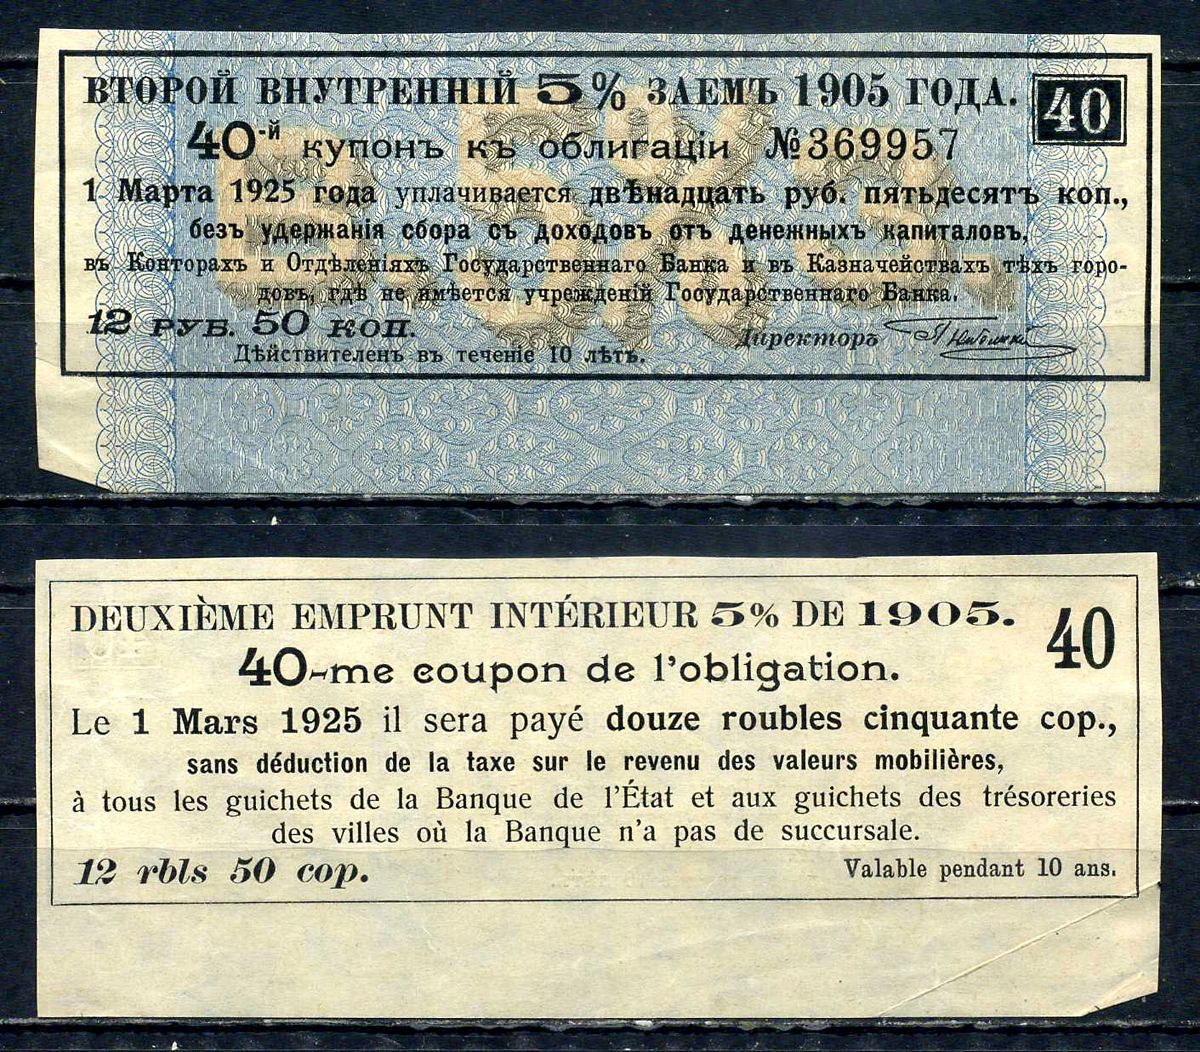 ВТОРОЙ ВНУТРЕННІЙ 5% ЗАЕМЪ 1905 ГОДА. 40
40-й купонъ къ облигаціи №369957
1 Марта 1925 года уплачивается двѣнадцать руб. пятьдесятъ коп.,
безъ удержанія сбора съ доходовъ отъ денежныхъ капиталовъ,
въ Конторахъ и Отдѣленіяхъ Государственнаго Банка и въ Казначействахъ тѣхъ горо-
довъ, гдѣ не имѣется учрежденій Государственнаго Банка.
12 РУБ. 50 КОП.
Директоръ
Дѣйствителенъ въ теченіе 10 лѣтъ.
DEUXIÈME EMPRUNT INTÉRIEUR 5% DE 1905. 40
40-me coupon de l'obligation.
Le 1 Mars 1925 il sera payé douze roubles cinquante cop.,
sans déduction de la taxe sur le revenu des valeurs mobilières,
à tous les guichets de la Banque de l'État et aux guichets des trésoreries
des villes où la Banque n'a pas de succursale.
12 rbls 50 cop. Valable pendant 10 ans.